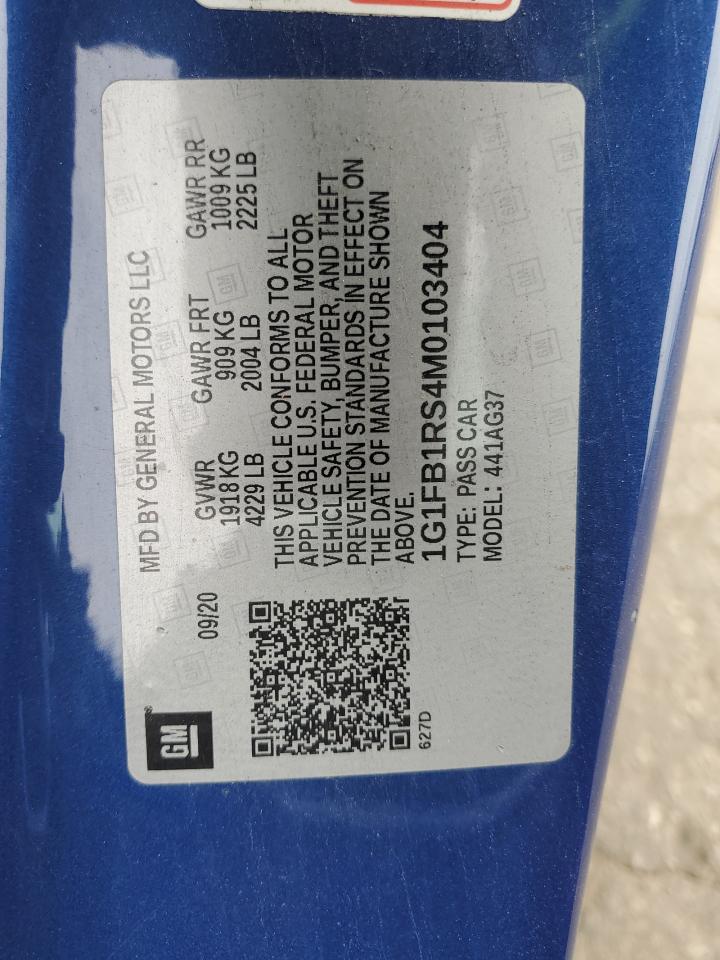 MFD BY GENERAL MOTORS LLC
GM
09/20
GVWR GAWR FRT GAWR RR
1918 KG 909 KG 1009 KG
4229 LB 2004 LB 2225 LB
THIS VEHICLE CONFORMS TO ALL
APPLICABLE U.S. FEDERAL MOTOR
VEHICLE SAFETY, BUMPER, AND THEFT
PREVENTION STANDARDS IN EFFECT ON
THE DATE OF MANUFACTURE SHOWN
ABOVE.
1G1FB1RS4M0103404
TYPE: PASS CAR
MODEL: 441AG37
627D